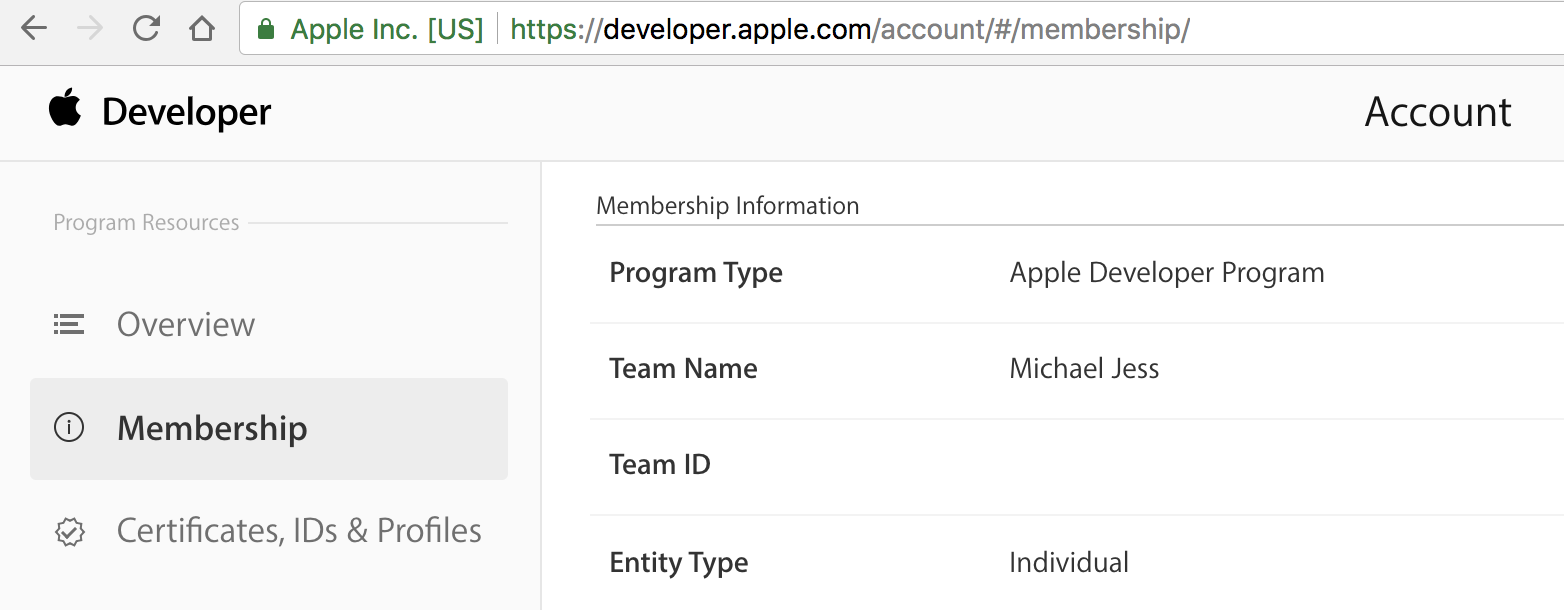 Apple Inc. [US] https://developer.apple.com/account/#/membership/
Developer
Account
Program Resources
Overview
Membership
Certificates, IDs & Profiles
Membership Information
Program Type Apple Developer Program
Team Name Michael Jess
Team ID
Entity Type Individual